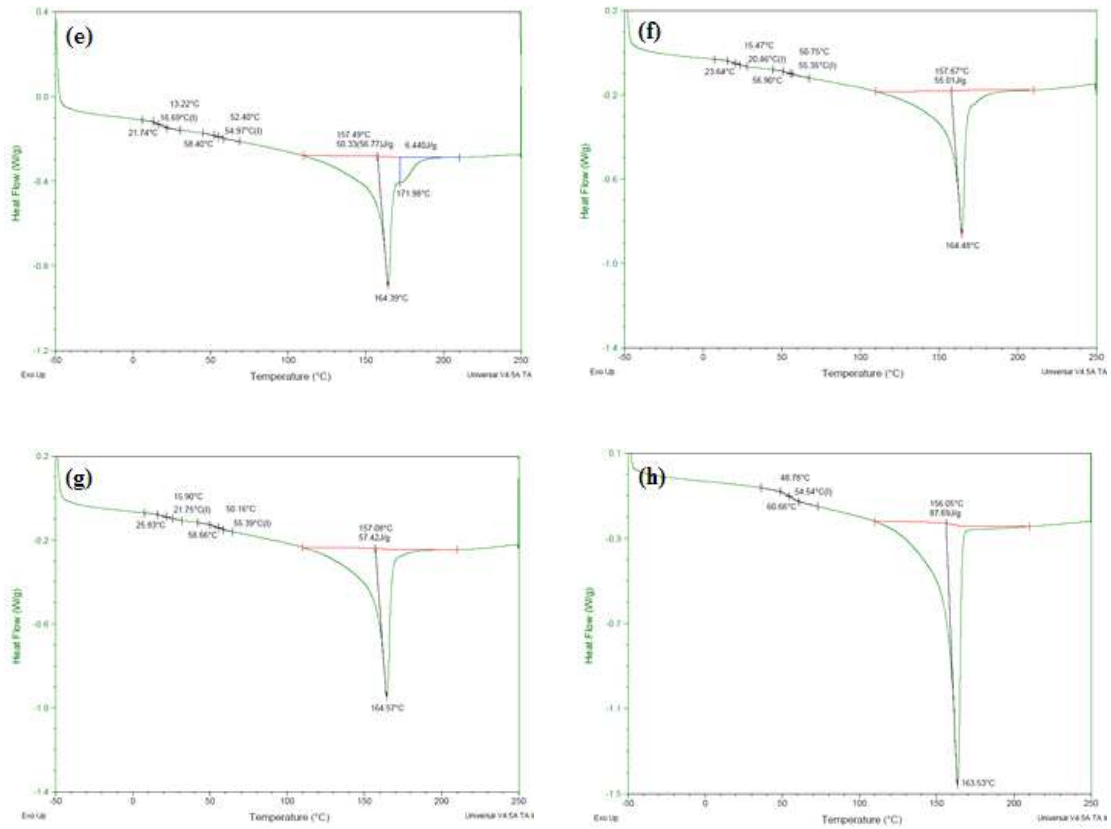 (e)
0.4
0.0
-0.4
-0.8
-1.2
Heat Flow (W/g)
13.22°C
16.69°C(I)
21.74°C
52.40°C
54.97°C(I)
58.40°C
157.49°C
50.33(56.77)J/g
6.440J/g
171.98°C
164.39°C
-50
0
50
100
150
200
250
Exo Up
Temperature (°C)
Universal V4.5A TA
(f)
0.2
-0.2
-0.6
-1.0
-1.4
Heat Flow (W/g)
15.47°C
20.46°C(I)
23.64°C
50.75°C
55.35°C(I)
56.90°C
157.67°C
55.01J/g
164.48°C
-50
0
50
100
150
200
250
Exo Up
Temperature (°C)
Universal V4.5A TA
(g)
0.2
-0.2
-0.6
-1.0
-1.4
Heat Flow (W/g)
15.90°C
21.75°C(I)
25.83°C
50.16°C
55.39°C(I)
58.66°C
157.08°C
57.42J/g
164.57°C
-50
0
50
100
150
200
250
Exo Up
Temperature (°C)
Universal V4.5A TA
(h)
0.1
-0.3
-0.7
-1.1
-1.5
Heat Flow (W/g)
48.78°C
54.54°C(I)
60.66°C
156.05°C
87.69J/g
163.53°C
-50
0
50
100
150
200
250
Exo Up
Temperature (°C)
Universal V4.5A TA